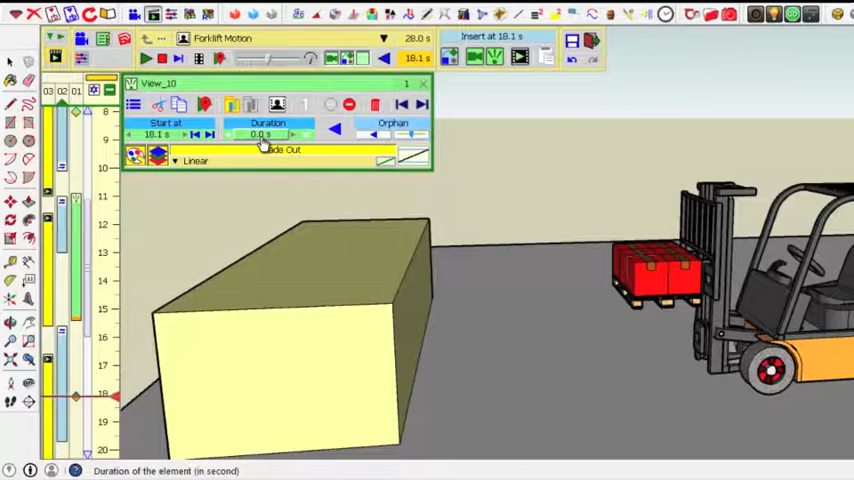 Forklift Motion
28.0 s
18.1 s
Insert at 18.1 s
View_10
1
Start at
Duration
Orphan
18.1 s
0.0 s
ade Out
Linear
03
02
01
8
9
10
11
12
13
14
15
16
17
18
19
20
Duration of the element (in second)